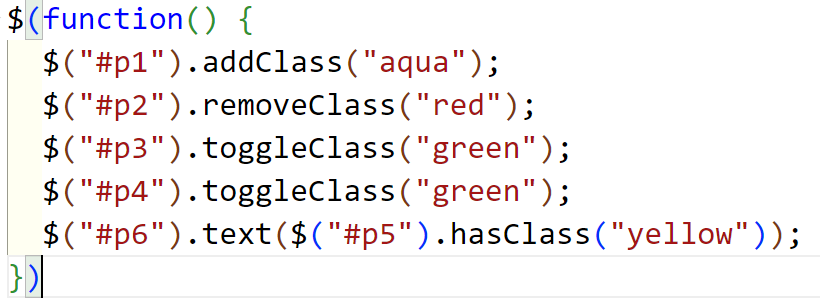 $(function() {
  $("#p1").addClass("aqua");
  $("#p2").removeClass("red");
  $("#p3").toggleClass("green");
  $("#p4").toggleClass("green");
  $("#p6").text($("#p5").hasClass("yellow"));
})